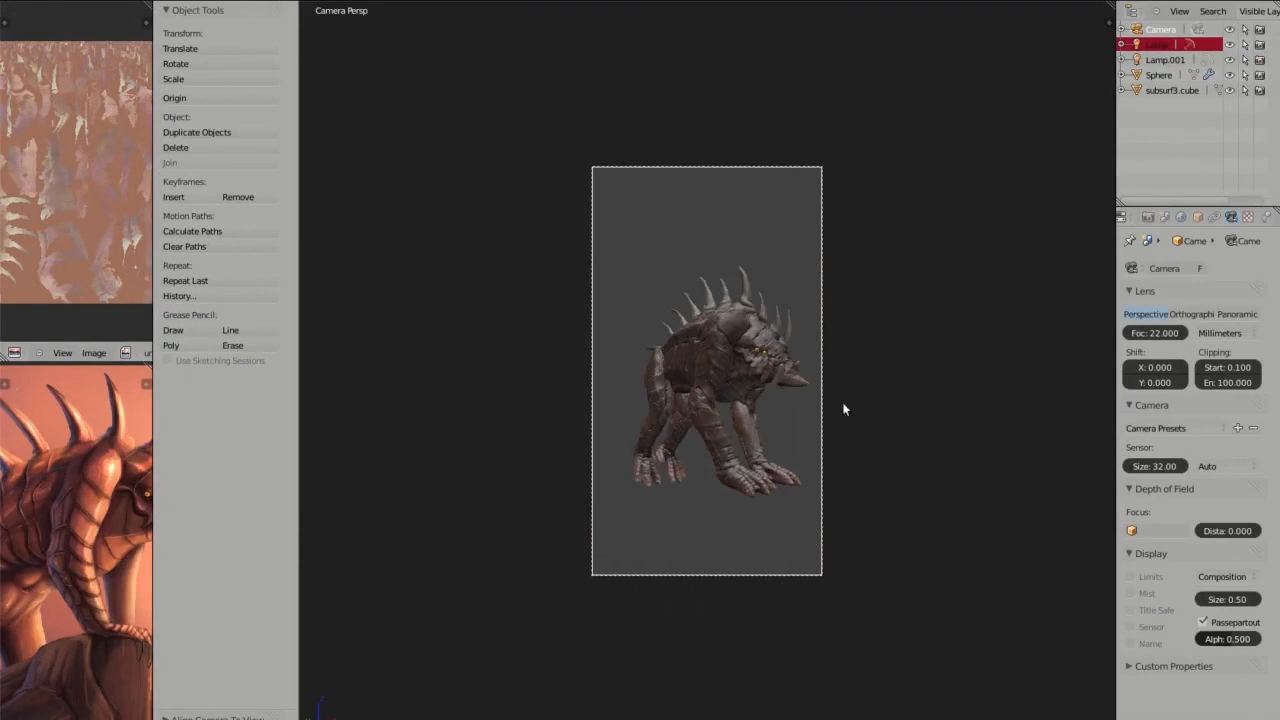 Object Tools
Transform:
Translate
Rotate
Scale
Origin
Object:
Duplicate Objects
Delete
Join
Keyframes:
Insert Remove
Motion Paths:
Calculate Paths
Clear Paths
Repeat:
Repeat Last
History...
Grease Pencil:
Draw Line
Poly Erase
Use Sketching Sessions
Align Camera To View
View Image
Camera Persp
View Search Visible Lay
Camera
Lamp.001
Sphere
subsurf3.cube
Came Came
Camera F
Lens
Perspective Orthographi Panoramic
Foc: 22.000 Millimeters
Shift: Clipping:
X: 0.000 Start: 0.100
Y: 0.000 En: 100.000
Camera
Camera Presets
Sensor:
Size: 32.00 Auto
Depth of Field
Focus:
Dista: 0.000
Display
Limits Composition
Mist Size: 0.50
Title Safe
Sensor Passepartout
Name Alph: 0.500
Custom Properties